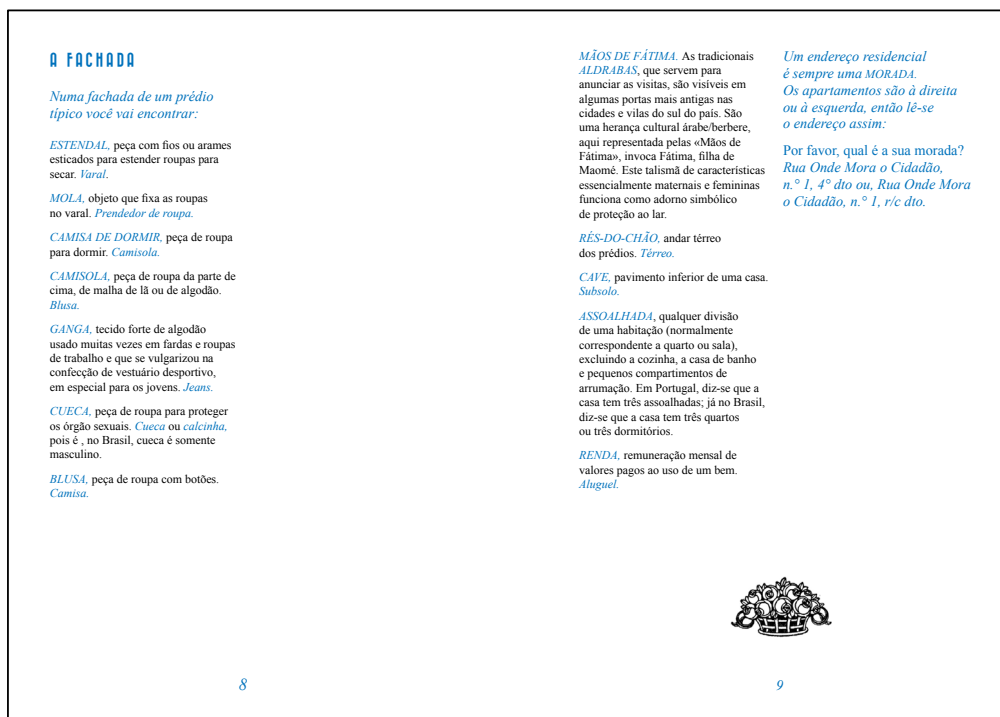 A FACHADA
Numa fachada de um prédio
típico você vai encontrar:
ESTENDAL, peça com fios ou arames
esticados para estender roupas para
secar. Varal.
MOLA, objeto que fixa as roupas
no varal. Prendedor de roupa.
CAMISA DE DORMIR, peça de roupa
para dormir. Camisola.
CAMISOLA, peça de roupa da parte de
cima, de malha de lã ou de algodão.
Blusa.
GANGA, tecido forte de algodão
usado muitas vezes em fardas e roupas
de trabalho e que se vulgarizou na
confecção de vestuário desportivo,
em especial para os jovens. Jeans.
CUECA, peça de roupa para proteger
os órgão sexuais. Cueca ou calcinha,
pois é , no Brasil, cueca é somente
masculino.
BLUSA, peça de roupa com botões.
Camisa.
8
MÃOS DE FÁTIMA. As tradicionais
ALDRABAS, que servem para
anunciar as visitas, são visíveis em
algumas portas mais antigas nas
cidades e vilas do sul do país. São
uma herança cultural árabe/berbere,
aqui representada pelas «Mãos de
Fátima», invoca Fátima, filha de
Maomé. Este talismã de características
essencialmente maternais e femininas
funciona como adorno simbólico
de proteção ao lar.
RÉS-DO-CHÃO, andar térreo
dos prédios. Térreo.
CAVE, pavimento inferior de uma casa.
Subsolo.
ASSOALHADA, qualquer divisão
de uma habitação (normalmente
correspondente a quarto ou sala),
excluindo a cozinha, a casa de banho
e pequenos compartimentos de
arrumação. Em Portugal, diz-se que a
casa tem três assoalhadas; já no Brasil,
diz-se que a casa tem três quartos
ou três dormitórios.
RENDA, remuneração mensal de
valores pagos ao uso de um bem.
Aluguel.
Um endereço residencial
é sempre uma MORADA.
Os apartamentos são à direita
ou à esquerda, então lê-se
o endereço assim:
Por favor, qual é a sua morada?
Rua Onde Mora o Cidadão,
n.° 1, 4° dto ou, Rua Onde Mora
o Cidadão, n.° 1, r/c dto.
9